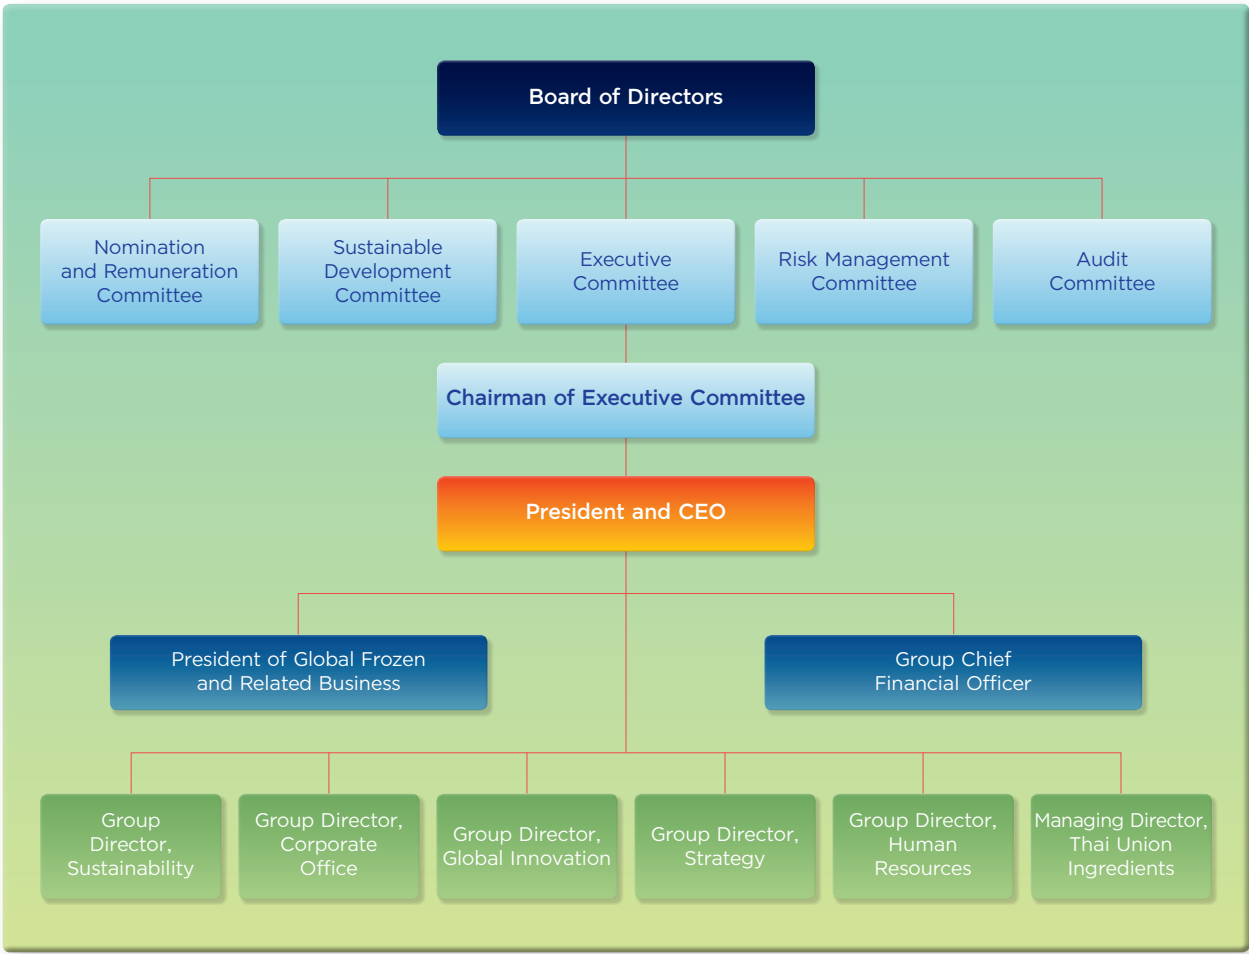 Board of Directors
Nomination
and Remuneration
Committee
Sustainable
Development
Committee
Executive
Committee
Risk Management
Committee
Audit
Committee
Chairman of Executive Committee
President and CEO
President of Global Frozen
and Related Business
Group Chief
Financial Officer
Group
Director,
Sustainability
Group Director,
Corporate
Office
Group Director,
Global Innovation
Group Director,
Strategy
Group Director,
Human
Resources
Managing Director,
Thai Union
Ingredients